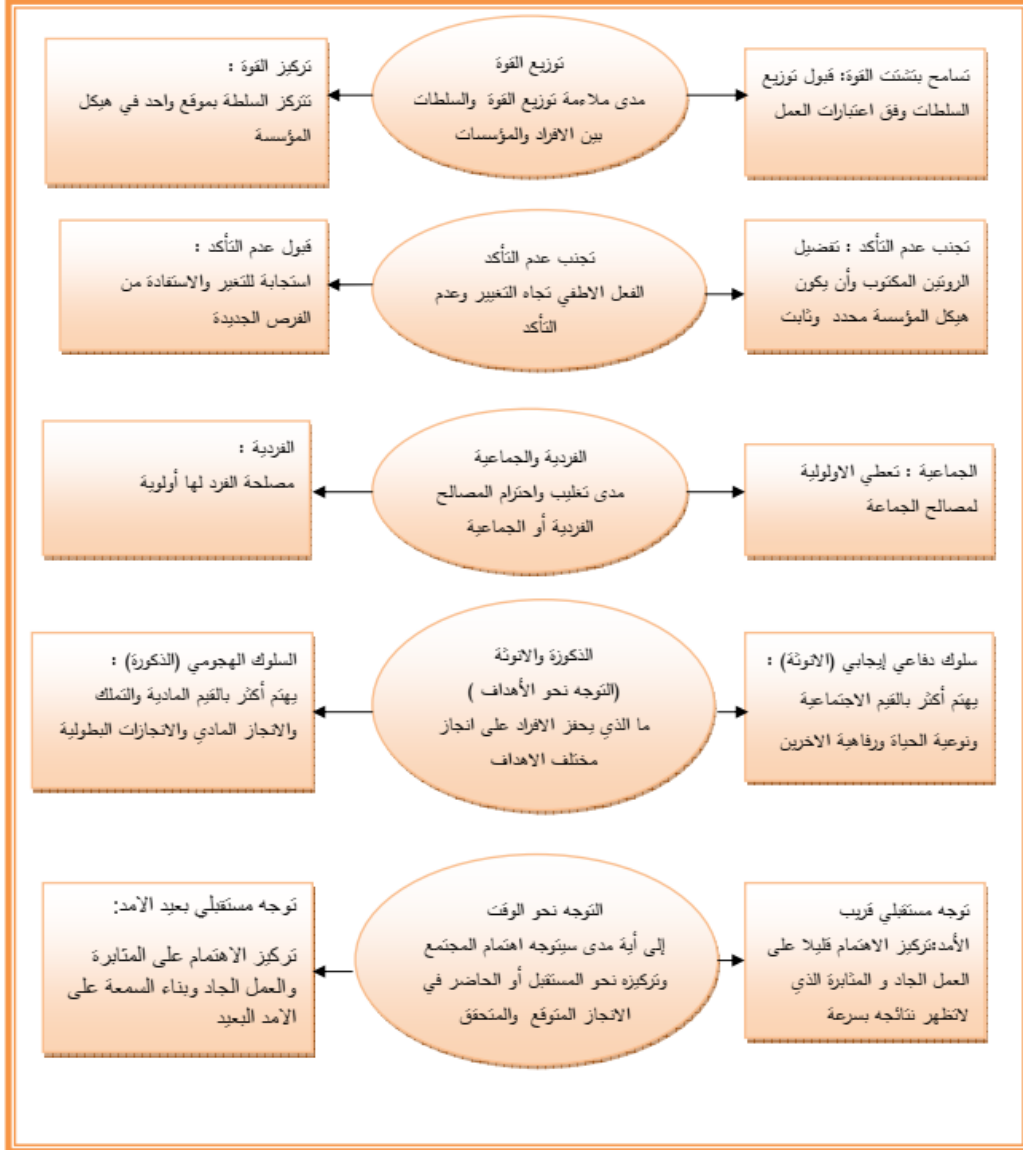 تسامح بتشتت القوة: قبول توزيع
السلطات وفق اعتبارات العمل
توزيع القوة
مدى ملاءمة توزيع القوة والسلطات
بين الافراد والمؤسسات
تركيز القوة :
تتركز السلطة بموقع واحد في هيكل
المؤسسة
تجنب عدم التأكد : تفضيل
الروتين المكتوب وأن يكون
هيكل المؤسسة محدد وثابت
تجنب عدم التأكد
الفعل الاطفي تجاه التغيير وعدم
التأكد
قبول عدم التأكد :
استجابة للتغير والاستفادة من
الفرص الجديدة
الجماعية : تعطي الاولولية
لمصالح الجماعة
الفردية والجماعية
مدى تغليب واحترام المصالح
الفردية أو الجماعية
الفردية :
مصلحة الفرد لها أولوية
سلوك دفاعي إيجابي (الانوثة) :
يهتم أكثر بالقيم الاجتماعية
ونوعية الحياة ورفاهية الاخرين
الذكوزة والانوثة
(التوجه نحو الأهداف )
ما الذي يحفز الافراد على انجاز
مختلف الاهداف
السلوك الهجومي (الذكورة) :
يهتم أكثر بالقيم المادية والتملك
والانجاز المادي والانجازات البطولية
توجه مستقبلي قريب
الأمد:تركيز الاهتمام قليلا على
العمل الجاد و المثابرة الذي
لاتظهر نتائجه بسرعة
التوجه نحو الوقت
إلى أية مدى سيتوجه اهتمام المجتمع
وتركيزه نحو المستقبل أو الحاضر في
الانجاز المتوقع والمتحقق
توجه مستقبلي بعيد الامد:
تركيز الاهتمام على المثابرة
والعمل الجاد وبناء السمعة على
الامد البعيد